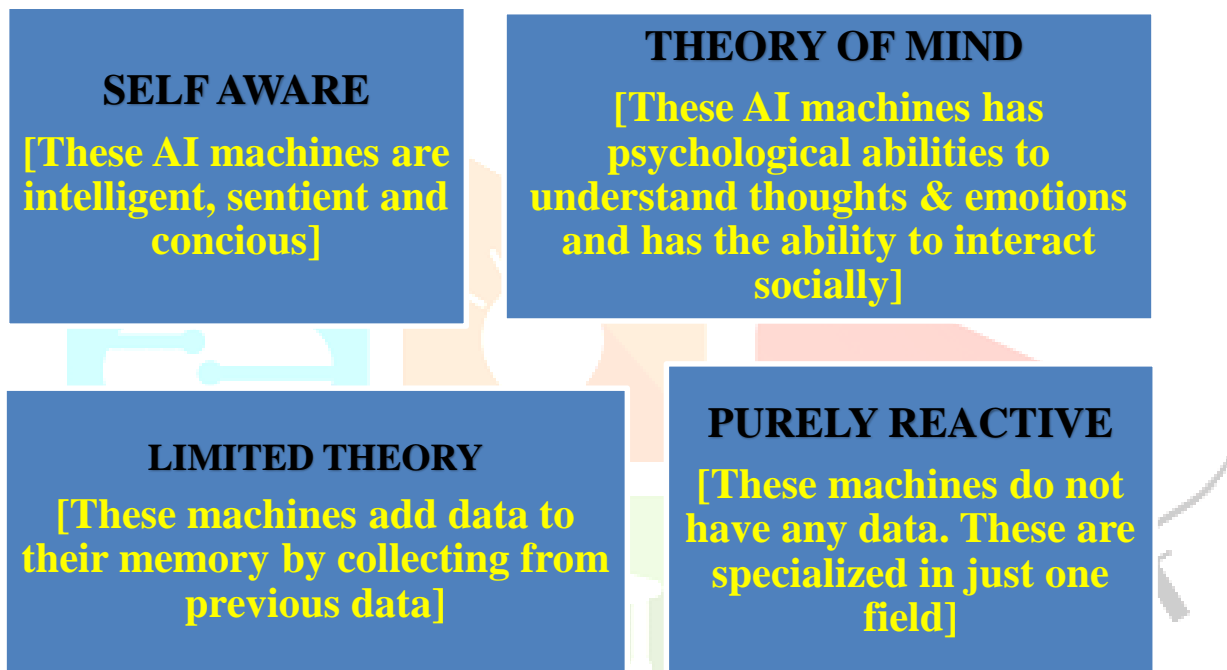 SELF AWARE
[These AI machines are
intelligent, sentient and
concious]
THEORY OF MIND
[These AI machines has
psychological abilities to
understand thoughts & emotions
and has the ability to interact
socially]
LIMITED THEORY
[These machines add data to
their memory by collecting from
previous data]
PURELY REACTIVE
[These machines do not
have any data. These are
specialized in just one
field]